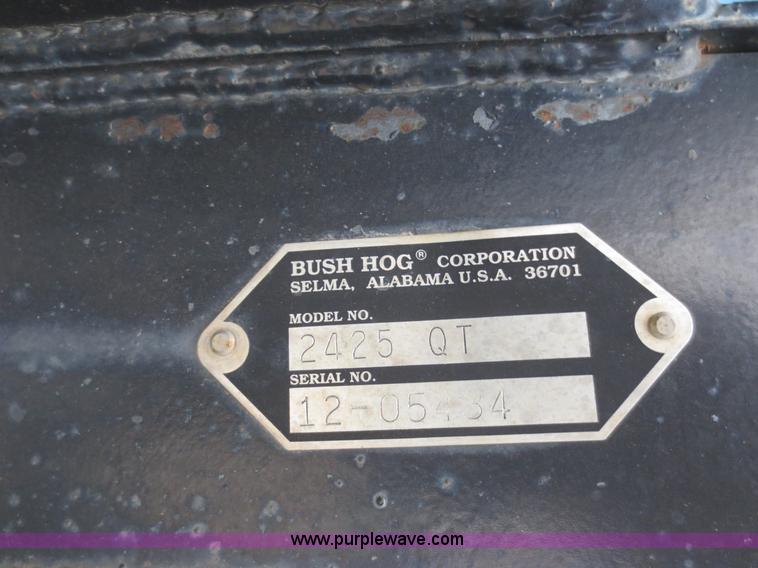 BUSH HOG® CORPORATION
SELMA, ALABAMA U.S.A. 36701
MODEL NO.
2425 QT
SERIAL NO.
www.purplewave.com